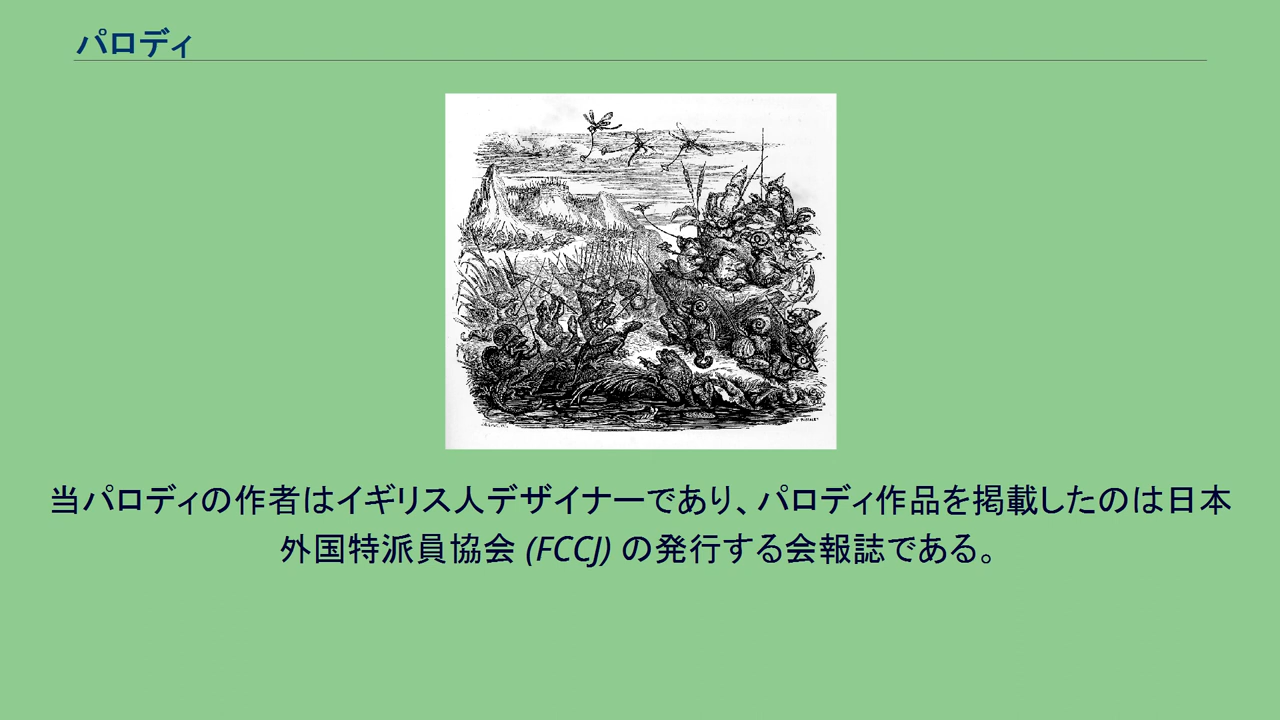 パロディ
当パロディの作者はイギリス人デザイナーであり、パロディ作品を掲載したのは日本
外国特派員協会 (FCCJ) の発行する会報誌である。